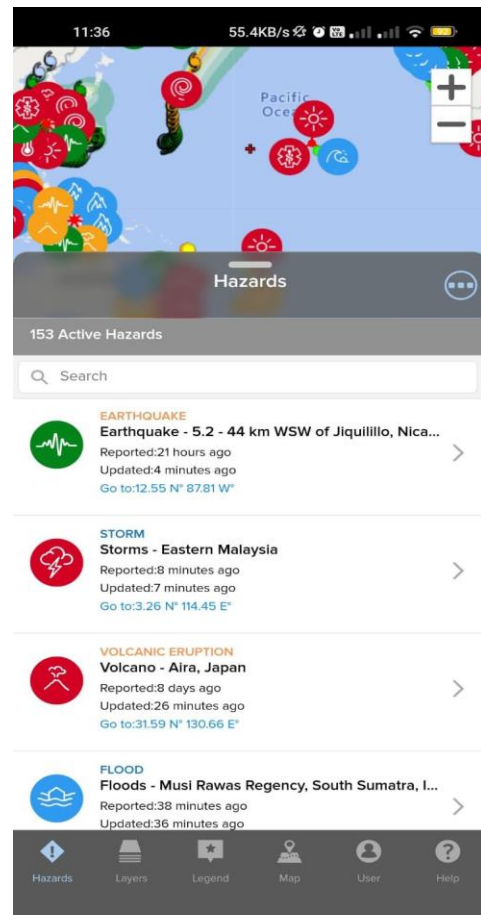 11:36
55.4KB/s
Vo
LTE
92
Pacific
Ocean
Hazards
153 Active Hazards
Search
EARTHQUAKE
Earthquake - 5.2 - 44 km WSW of Jiquilillo, Nica...
Reported:21 hours ago
Updated:4 minutes ago
Go to:12.55 N° 87.81 W°
STORM
Storms - Eastern Malaysia
Reported:8 minutes ago
Updated:7 minutes ago
Go to:3.26 N° 114.45 E°
VOLCANIC ERUPTION
Volcano - Aira, Japan
Reported:8 days ago
Updated:26 minutes ago
Go to:31.59 N° 130.66 E°
FLOOD
Floods - Musi Rawas Regency, South Sumatra, I...
Reported:38 minutes ago
Updated:36 minutes ago
Hazards
Layers
Legend
Map
User
Help